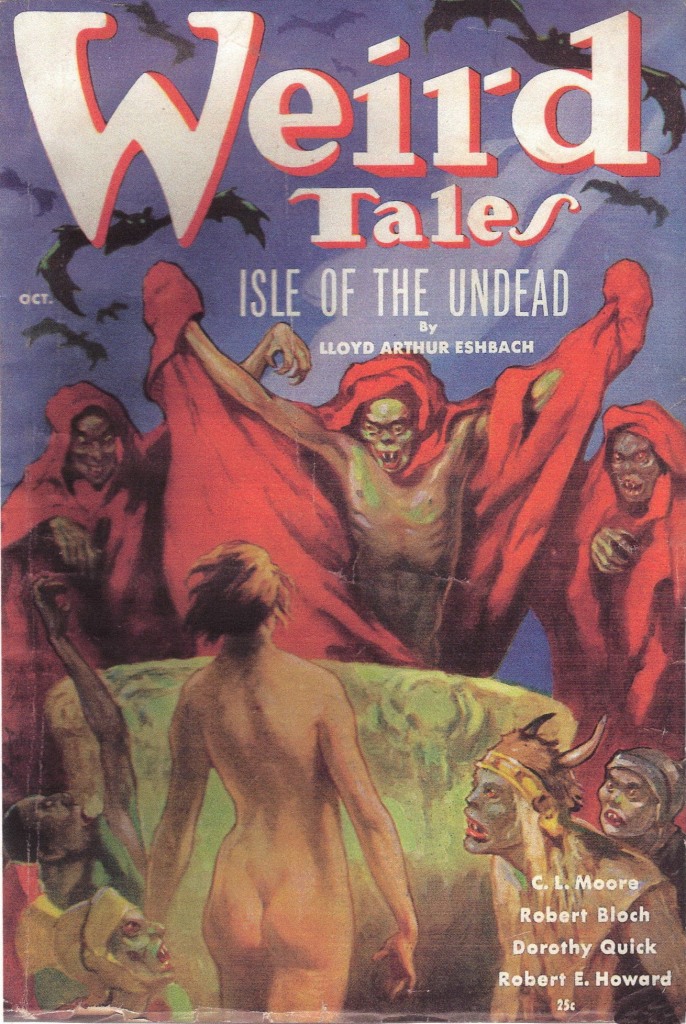 Weird
Tales
OCT.
ISLE OF THE UNDEAD
By
LLOYD ARTHUR ESHBACH
C. L. Moore
Robert Bloch
Dorothy Quick
Robert E. Howard
25c